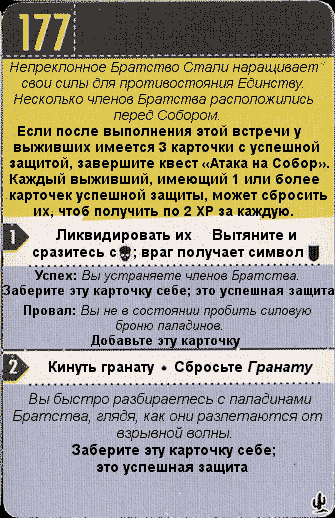 177
Непреклонное Братство Стали наращивает
свои силы для противостояния Единству.
Несколько членов Братства расположились
перед Собором.
Если после выполнения этой встречи у
выживших имеется 3 карточки с успешной
защитой, завершите квест «Атака на Собор».
Каждый выживший, имеющий 1 или более
карточек успешной защиты, может сбросить
их, чтоб получить по 2 XP за каждую.
1 Ликвидировать их Вытяните и
сразитесь с ; враг получает символ
Успех: Вы устраняете членов Братства.
Заберите эту карточку себе; это успешная защита
Провал: Вы не в состоянии пробить силовую
броню паладинов.
Добавьте эту карточку
2 Кинуть гранату • Сбросьте Гранату
Вы быстро разбираетесь с паладинами
Братства, глядя, как они разлетаются от
взрывной волны.
Заберите эту карточку себе;
это успешная защита